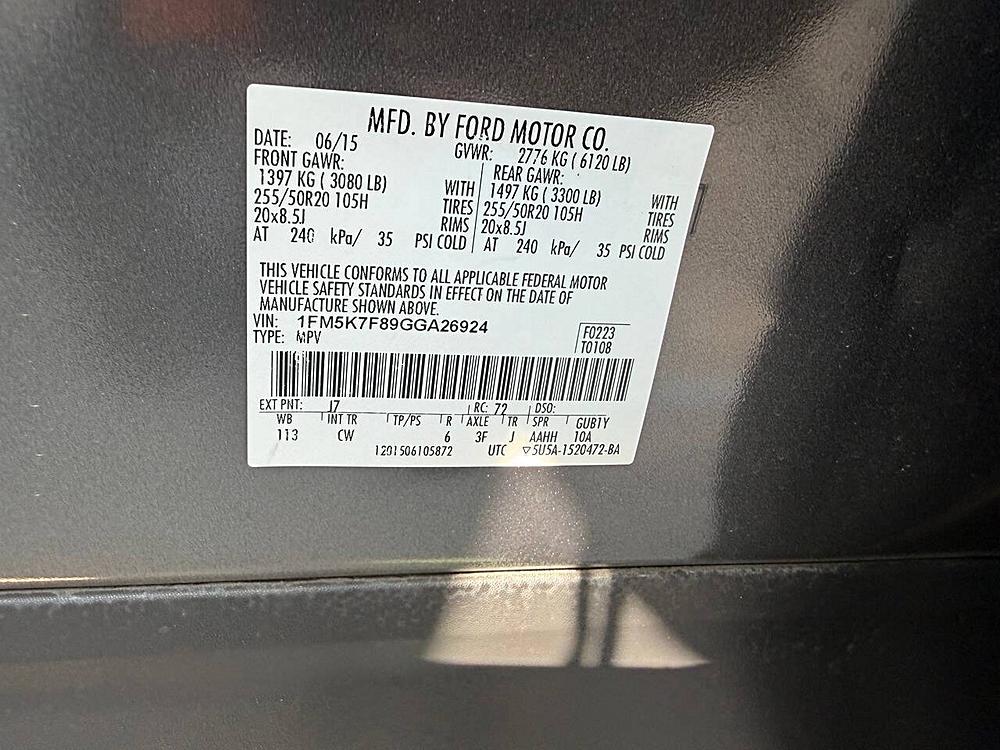 MFD. BY FORD MOTOR CO.
DATE: 06/15 GVWR: 2776 KG ( 6120 LB)
FRONT GAWR: REAR GAWR:
1397 KG ( 3080 LB) WITH 1497 KG ( 3300 LB) WITH
255/50R20 105H TIRES 255/50R20 105H TIRES
20x8.5J RIMS 20x8.5J RIMS
AT 240 kPa/ 35 PSI COLD AT 240 kPa/ 35 PSI COLD
THIS VEHICLE CONFORMS TO ALL APPLICABLE FEDERAL MOTOR
VEHICLE SAFETY STANDARDS IN EFFECT ON THE DATE OF
MANUFACTURE SHOWN ABOVE.
VIN: 1FM5K7F89GGA26924
TYPE: MPV
F0223
T0108
EXT PNT: J7 RC: 72 DSO:
WB INT TR TP/PS R AXLE TR SPR GUB1Y
113 CW 6 3F J AAHH 10A
1201506105872 UTC ▽5U5A-1520472-BA